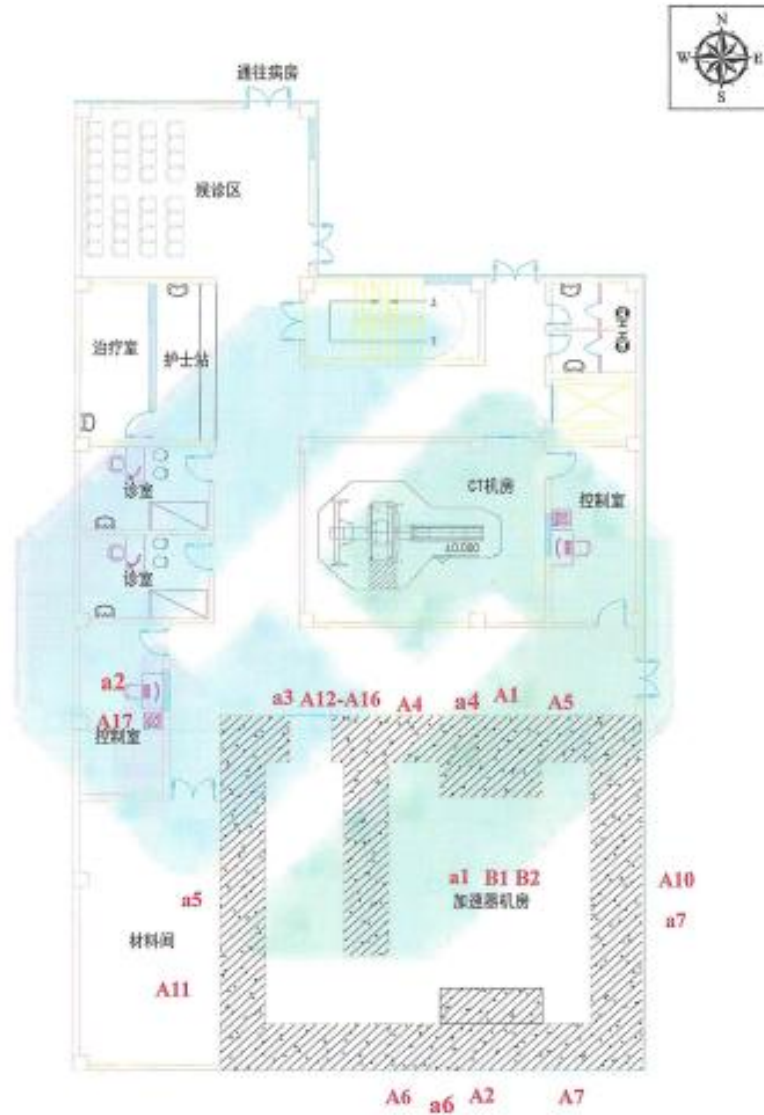 N
W E
S
通往病房
候诊区
治疗室 护士站
诊室
CT机房
控制室
±0.000
诊室
a2
A17
控制室
a3 A12-A16 A4 a4 A1 A5
a1 B1 B2
加速器机房
A10
a7
a5
材料间
A11
A6 a6 A2 A7